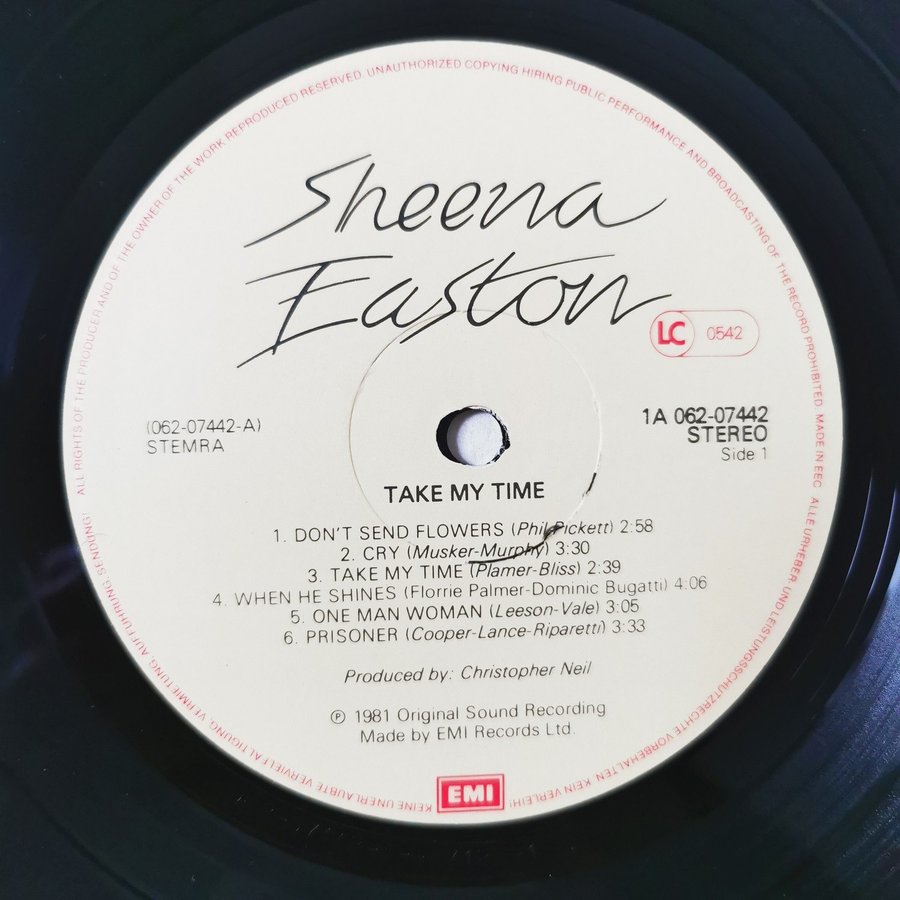 Sheena
Easton
LC 0542
(062-07442-A)
STEMRA
1A 062-07442
STEREO
Side 1
TAKE MY TIME
1. DON'T SEND FLOWERS (Phil Pickett) 2:58
2. CRY (Musker-Murphy) 3:30
3. TAKE MY TIME (Plamer-Bliss) 2:39
4. WHEN HE SHINES (Florrie Palmer-Dominic Bugatti) 4:06
5. ONE MAN WOMAN (Leeson-Vale) 3:05
6. PRISONER (Cooper-Lance-Riparetti) 3:33
Produced by: Christopher Neil
℗ 1981 Original Sound Recording
Made by EMI Records Ltd.
EMI
ALL RIGHTS OF THE PRODUCER AND OF THE OWNER OF THE WORK REPRODUCED RESERVED. UNAUTHORIZED COPYING HIRING PUBLIC PERFORMANCE AND BROADCASTING OF THE RECORD PROHIBITED. MADE IN EEC ALLE URHEBER- UND LEISTUNGSSCHUTZRECHTE VORBEHALTEN KEIN VERLEIH! KEINE UNERLAUBTE VERVIELFALTIGUNG, VERMIETUNG, AUFFÜHRUNG, SENDUNG!